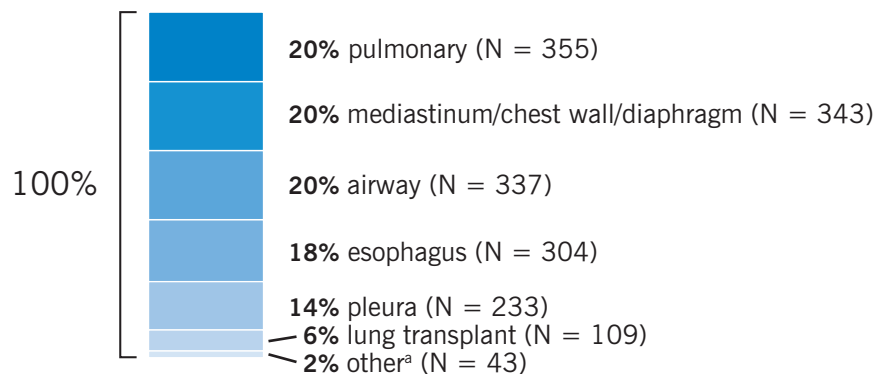 100%
20% pulmonary (N = 355)
20% mediastinum/chest wall/diaphragm (N = 343)
20% airway (N = 337)
18% esophagus (N = 304)
14% pleura (N = 233)
6% lung transplant (N = 109)
2% otherᵃ (N = 43)